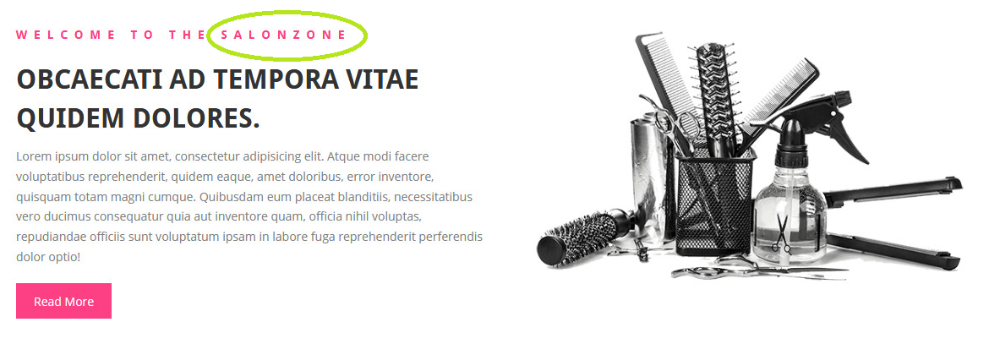 WELCOME TO THE SALONZONE
OBCAECATI AD TEMPORA VITAE
QUIDEM DOLORES.
Lorem ipsum dolor sit amet, consectetur adipisicing elit. Atque modi facere
voluptatibus reprehenderit, quidem eaque, amet doloribus, error inventore,
quisquam totam magni cumque. Quibusdam eum placeat blanditiis, necessitatibus
vero ducimus consequatur quia aut inventore quam, officia nihil voluptas,
repudiandae officiis sunt voluptatum ipsam in labore fuga reprehenderit perferendis
dolor optio!
Read More